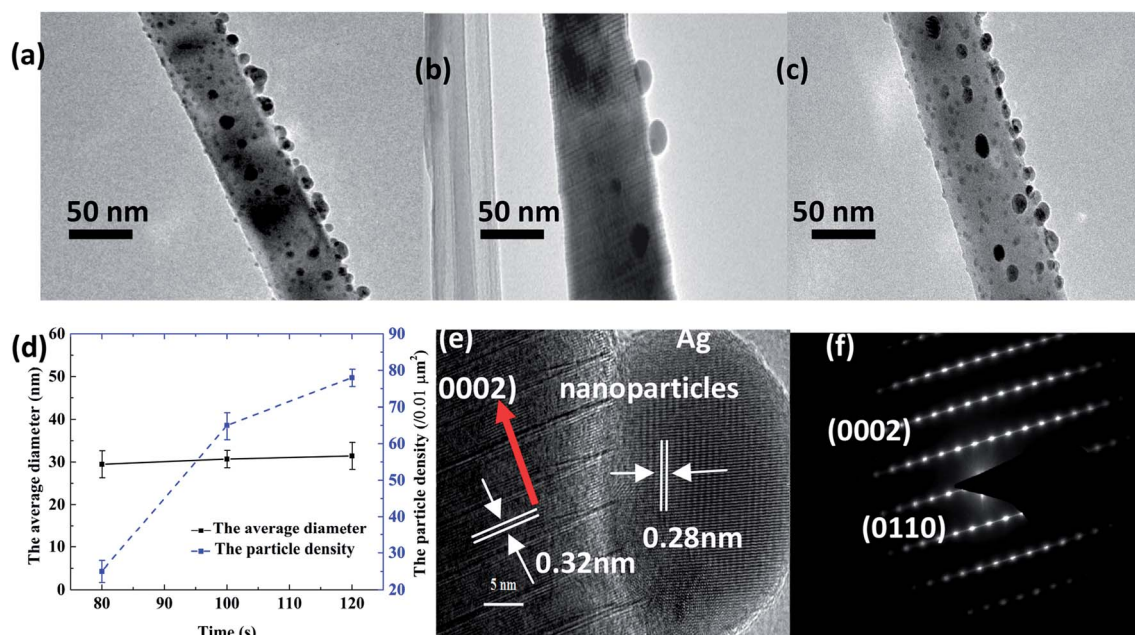 (a)
50 nm
(b)
50 nm
(c)
50 nm
(d)
60
50
40
30
20
10
0
The average diameter (nm)
80
90
100
110
120
Time (s)
90
80
70
60
50
40
30
20
The particle density (/0.01 μm²)
The average diameter
The particle density
(e)
Ag
nanoparticles
0002)
0.28nm
0.32nm
5 nm
(f)
(0002)
(0110)